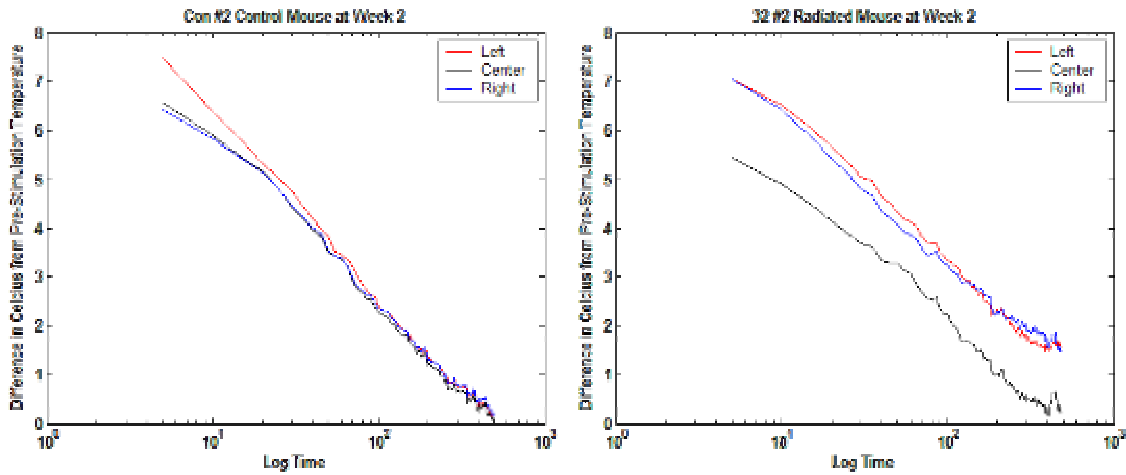 Con #2 Control Mouse at Week 2
Difference in Celcius from Pre-Stimulation Temperature
8
7
6
5
4
3
2
1
0
Left
Center
Right
10^0
10^1
10^2
10^3
Log Time
32 #2 Radiated Mouse at Week 2
Difference in Celcius from Pre-Stimulation Temperature
8
7
6
5
4
3
2
1
0
Left
Center
Right
10^0
10^1
10^2
10^3
Log Time